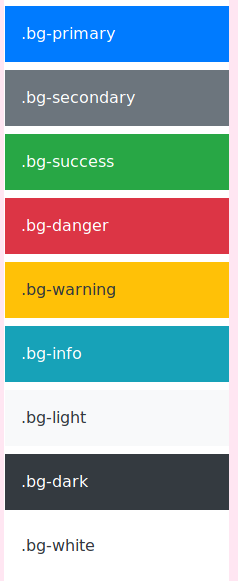 .bg-primary
.bg-secondary
.bg-success
.bg-danger
.bg-warning
.bg-info
.bg-light
.bg-dark
.bg-white